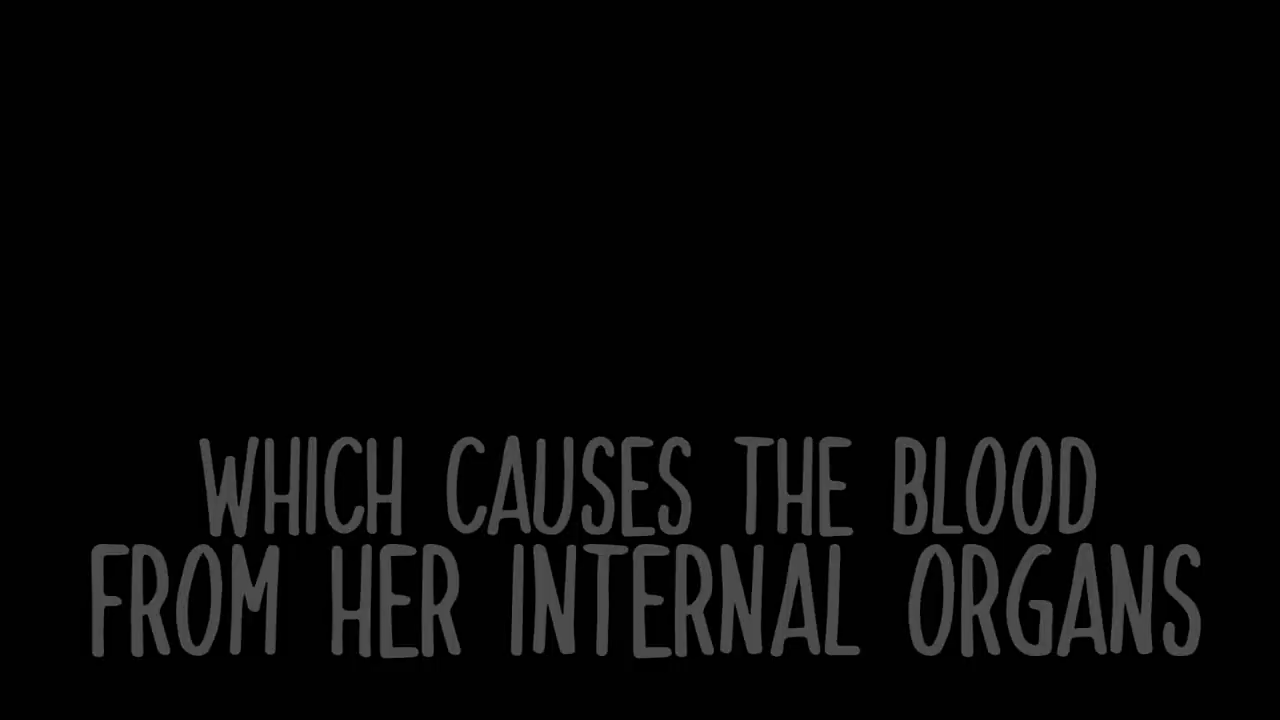 WHICH CAUSES THE BLOOD
FROM HER INTERNAL ORGANS